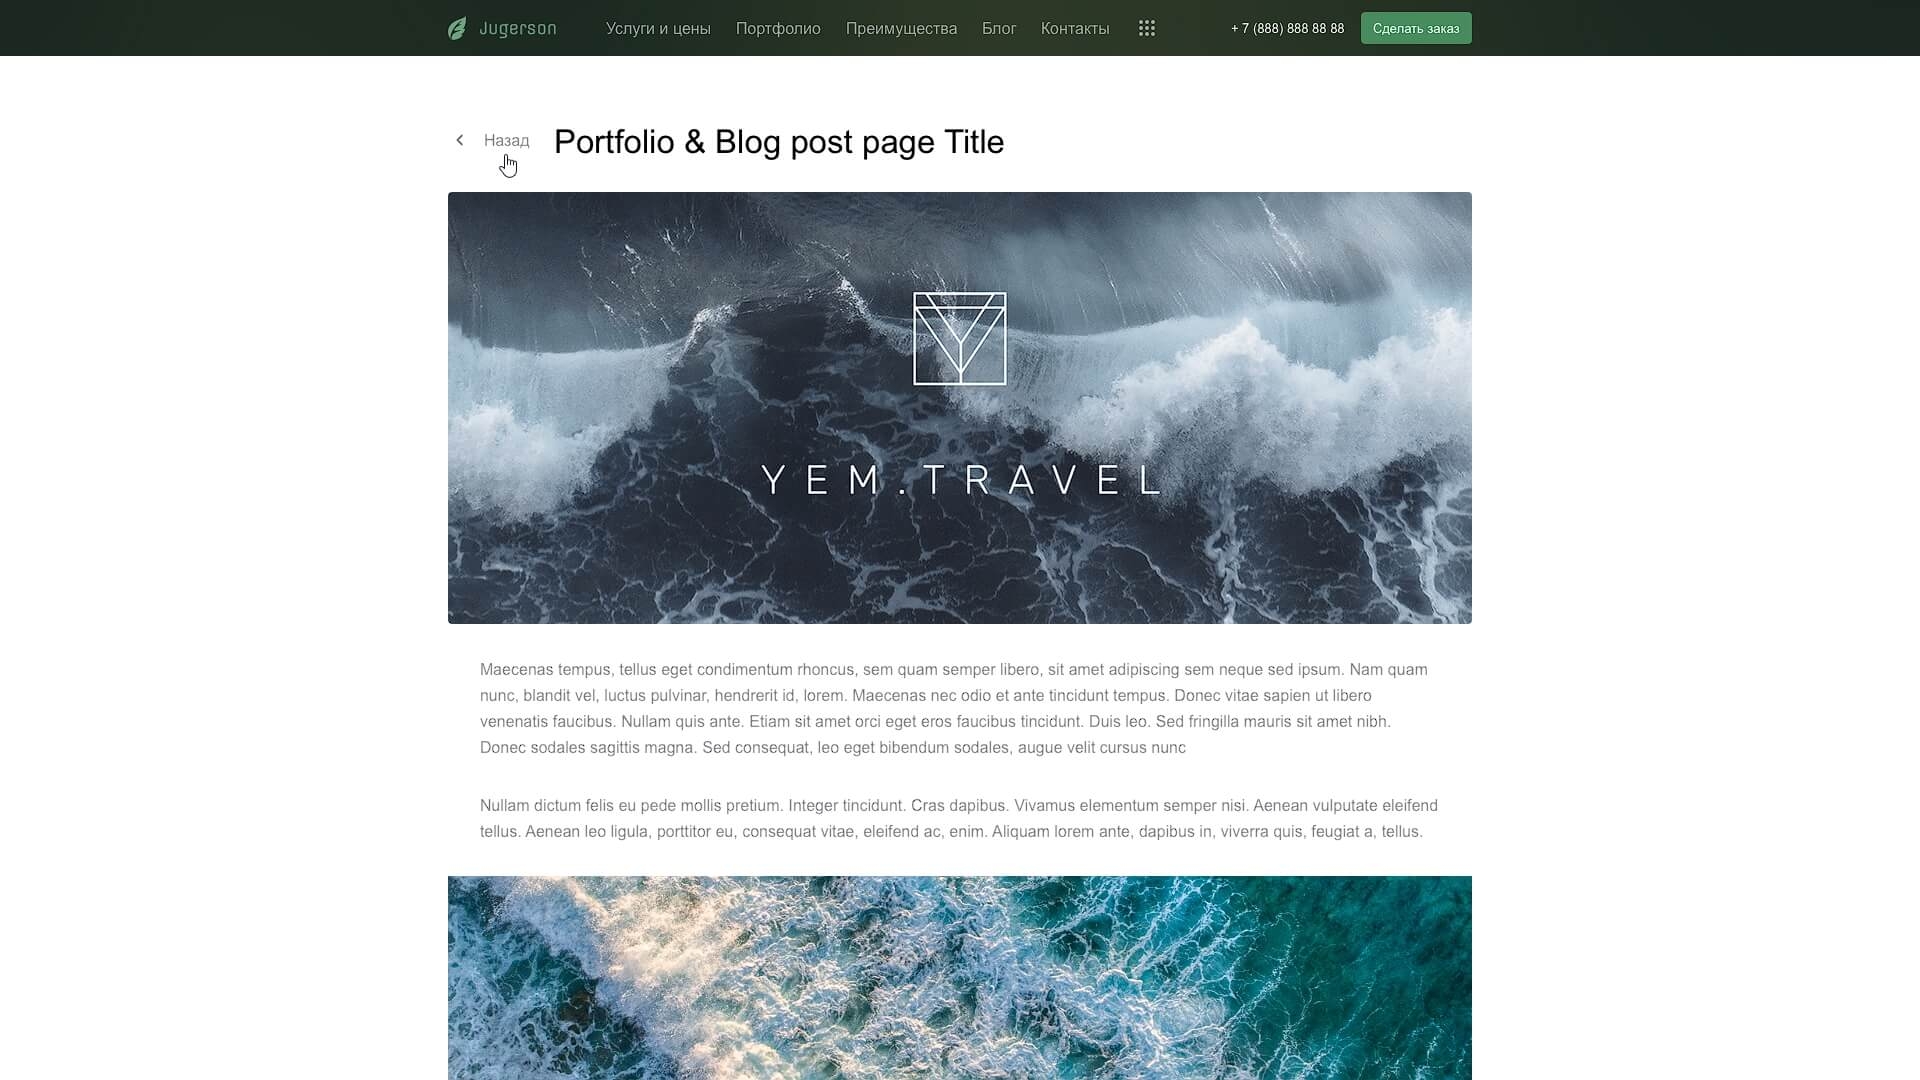 Jugerson
Услуги и цены
Портфолио
Преимущества
Блог
Контакты
+ 7 (888) 888 88 88
Сделать заказ
Назад
Portfolio & Blog post page Title
YEM.TRAVEL
Maecenas tempus, tellus eget condimentum rhoncus, sem quam semper libero, sit amet adipiscing sem neque sed ipsum. Nam quam
nunc, blandit vel, luctus pulvinar, hendrerit id, lorem. Maecenas nec odio et ante tincidunt tempus. Donec vitae sapien ut libero
venenatis faucibus. Nullam quis ante. Etiam sit amet orci eget eros faucibus tincidunt. Duis leo. Sed fringilla mauris sit amet nibh.
Donec sodales sagittis magna. Sed consequat, leo eget bibendum sodales, augue velit cursus nunc
Nullam dictum felis eu pede mollis pretium. Integer tincidunt. Cras dapibus. Vivamus elementum semper nisi. Aenean vulputate eleifend
tellus. Aenean leo ligula, porttitor eu, consequat vitae, eleifend ac, enim. Aliquam lorem ante, dapibus in, viverra quis, feugiat a, tellus.